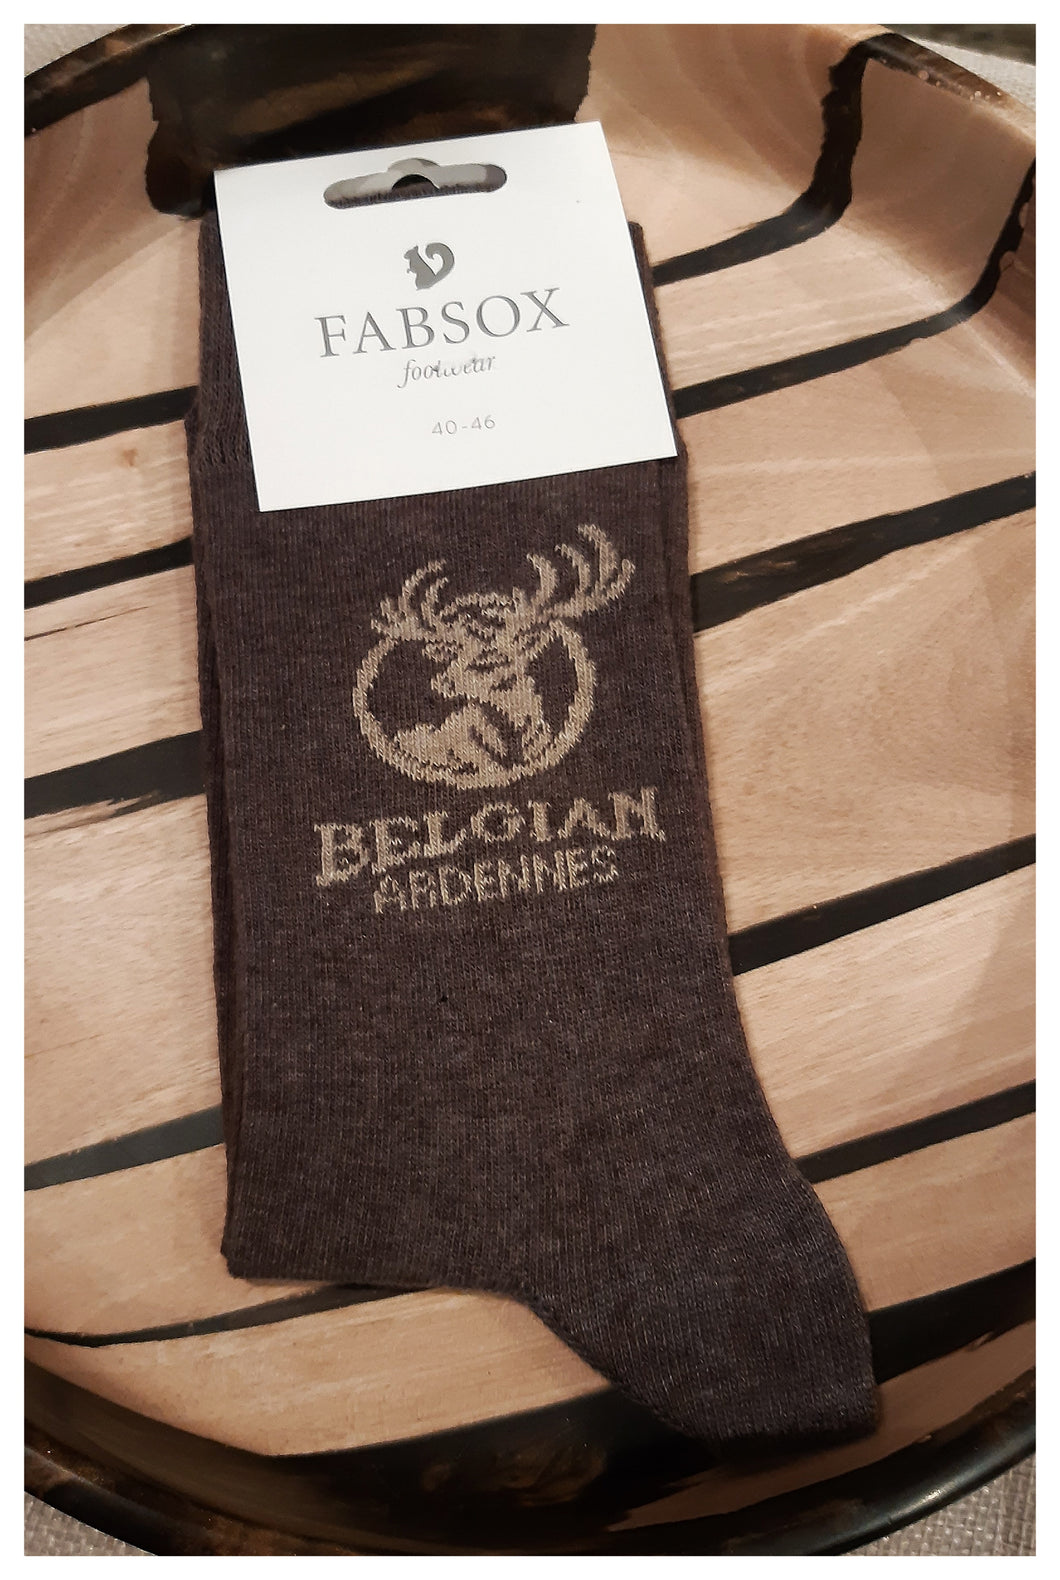 FABSOX
footwear
40-46
BELGIAN
ARDENNES